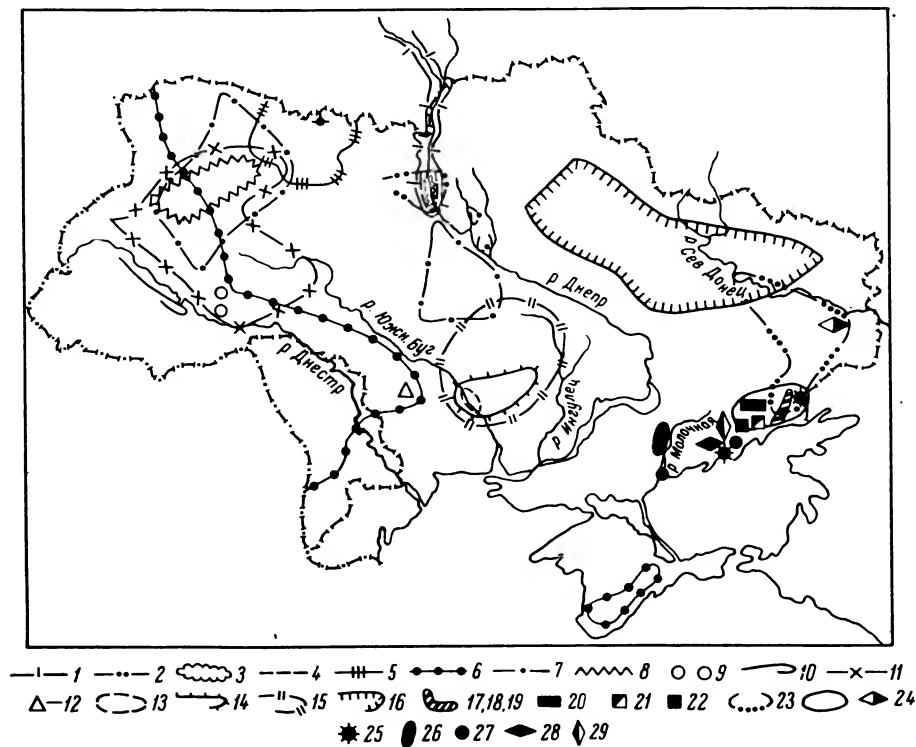 р. Сев. Донец
р. Днепр
р. Южн. Буг
р. Днестр
р. Ингулец
р. Молочная
1 2 3 4 5 6 7 8 9 10 11
12 13 14 15 16 17,18,19 20 21 22 23 24
25 26 27 28 29